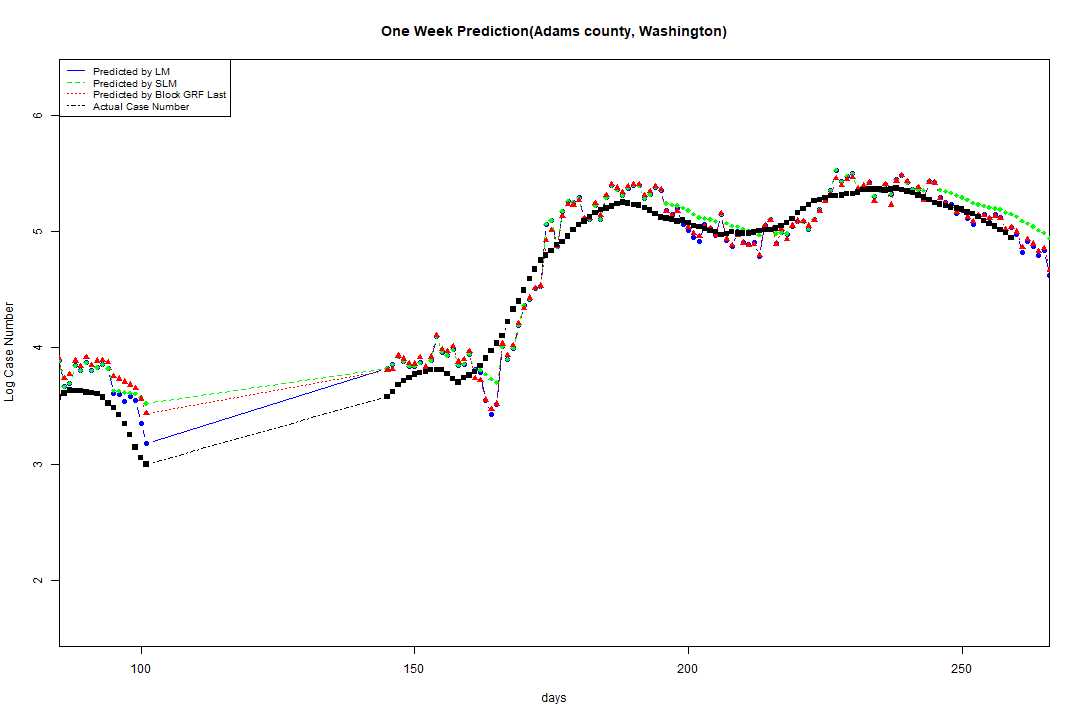 One Week Prediction(Adams county, Washington)
Predicted by LM
Predicted by SLM
Predicted by Block GRF Last
Actual Case Number
6
5
4
3
2
Log Case Number
100 150 200 250
days